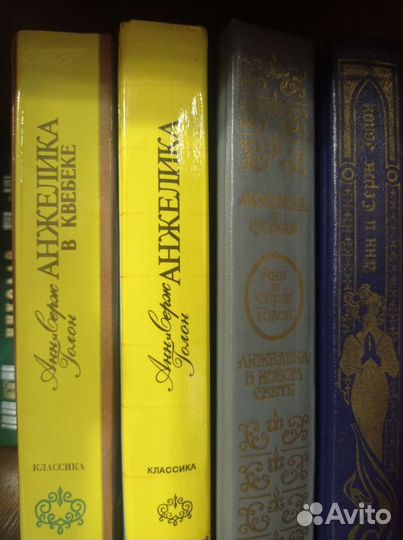 АНЖЕЛИКА
В КВЕБЕКЕ
Анн и Серж
Голон
КЛАССИКА
АНЖЕЛИКА
Анн и Серж
Голон
КЛАССИКА
АНЖЕЛИКА
И
Анн
и
Серж
Голон
АНЖЕЛИКА
В НОВОМ
СВЕТЕ
Анн и Серж Голон
Avito